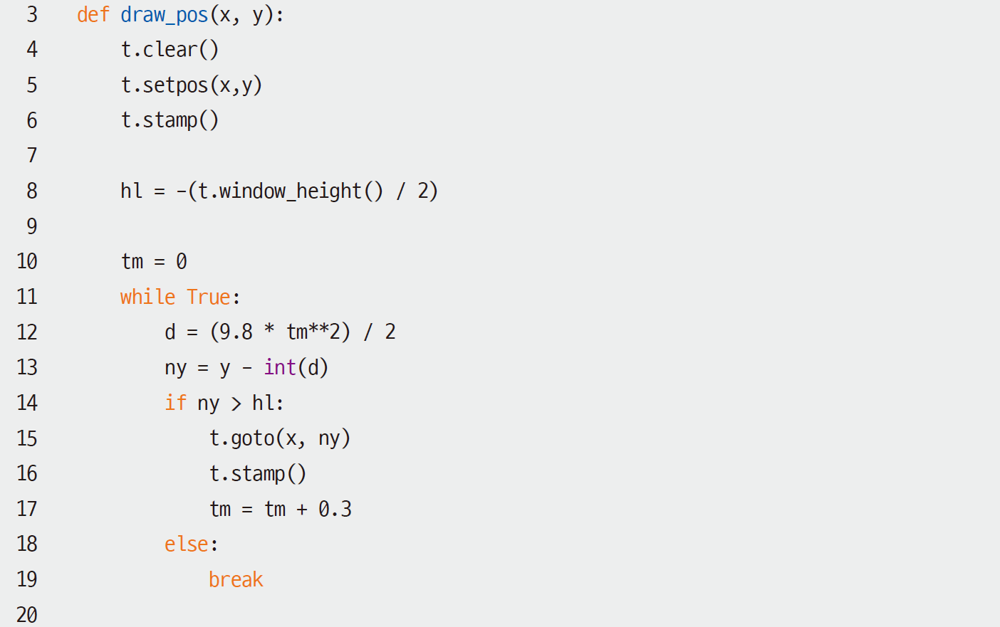 3 def draw_pos(x, y):
4 t.clear()
5 t.setpos(x,y)
6 t.stamp()
7
8 hl = -(t.window_height() / 2)
9
10 tm = 0
11 while True:
12 d = (9.8 * tm**2) / 2
13 ny = y - int(d)
14 if ny > hl:
15 t.goto(x, ny)
16 t.stamp()
17 tm = tm + 0.3
18 else:
19 break
20